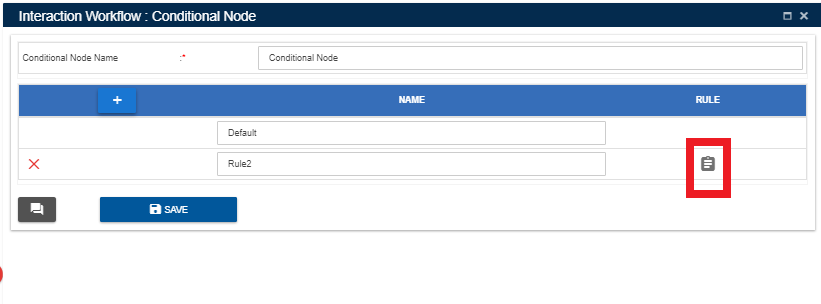 Interaction Workflow : Conditional Node
Conditional Node Name :* Conditional Node
+ NAME RULE
Default
Rule2
SAVE